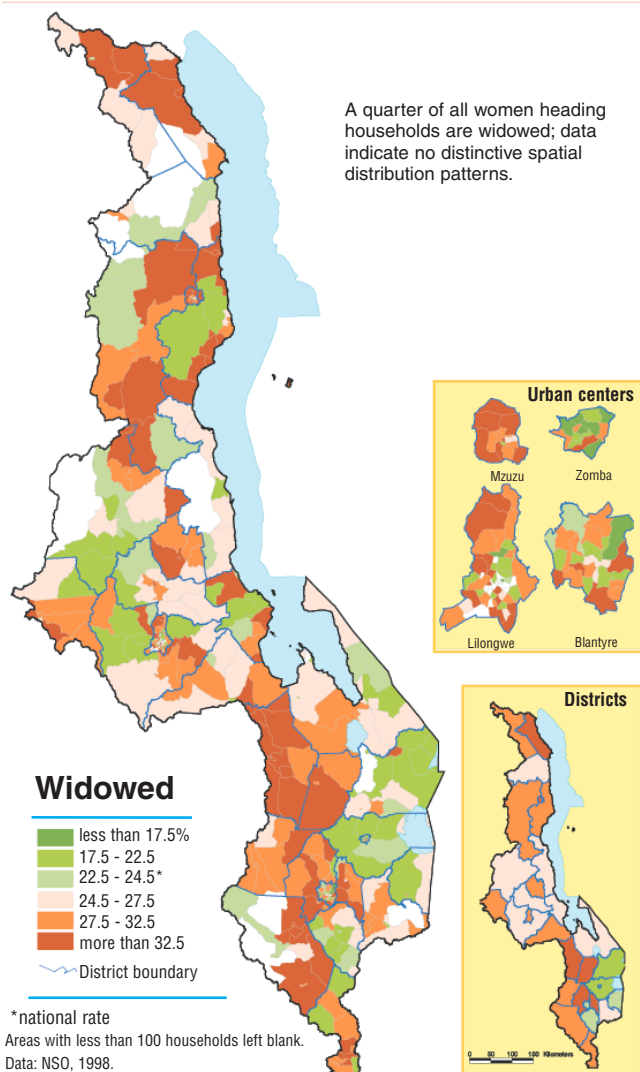 A quarter of all women heading
households are widowed; data
indicate no distinctive spatial
distribution patterns.
Urban centers
Mzuzu
Zomba
Lilongwe
Blantyre
Districts
0 50 100 150 Kilometers
Widowed
less than 17.5%
17.5 - 22.5
22.5 - 24.5*
24.5 - 27.5
27.5 - 32.5
more than 32.5
District boundary
*national rate
Areas with less than 100 households left blank.
Data: NSO, 1998.